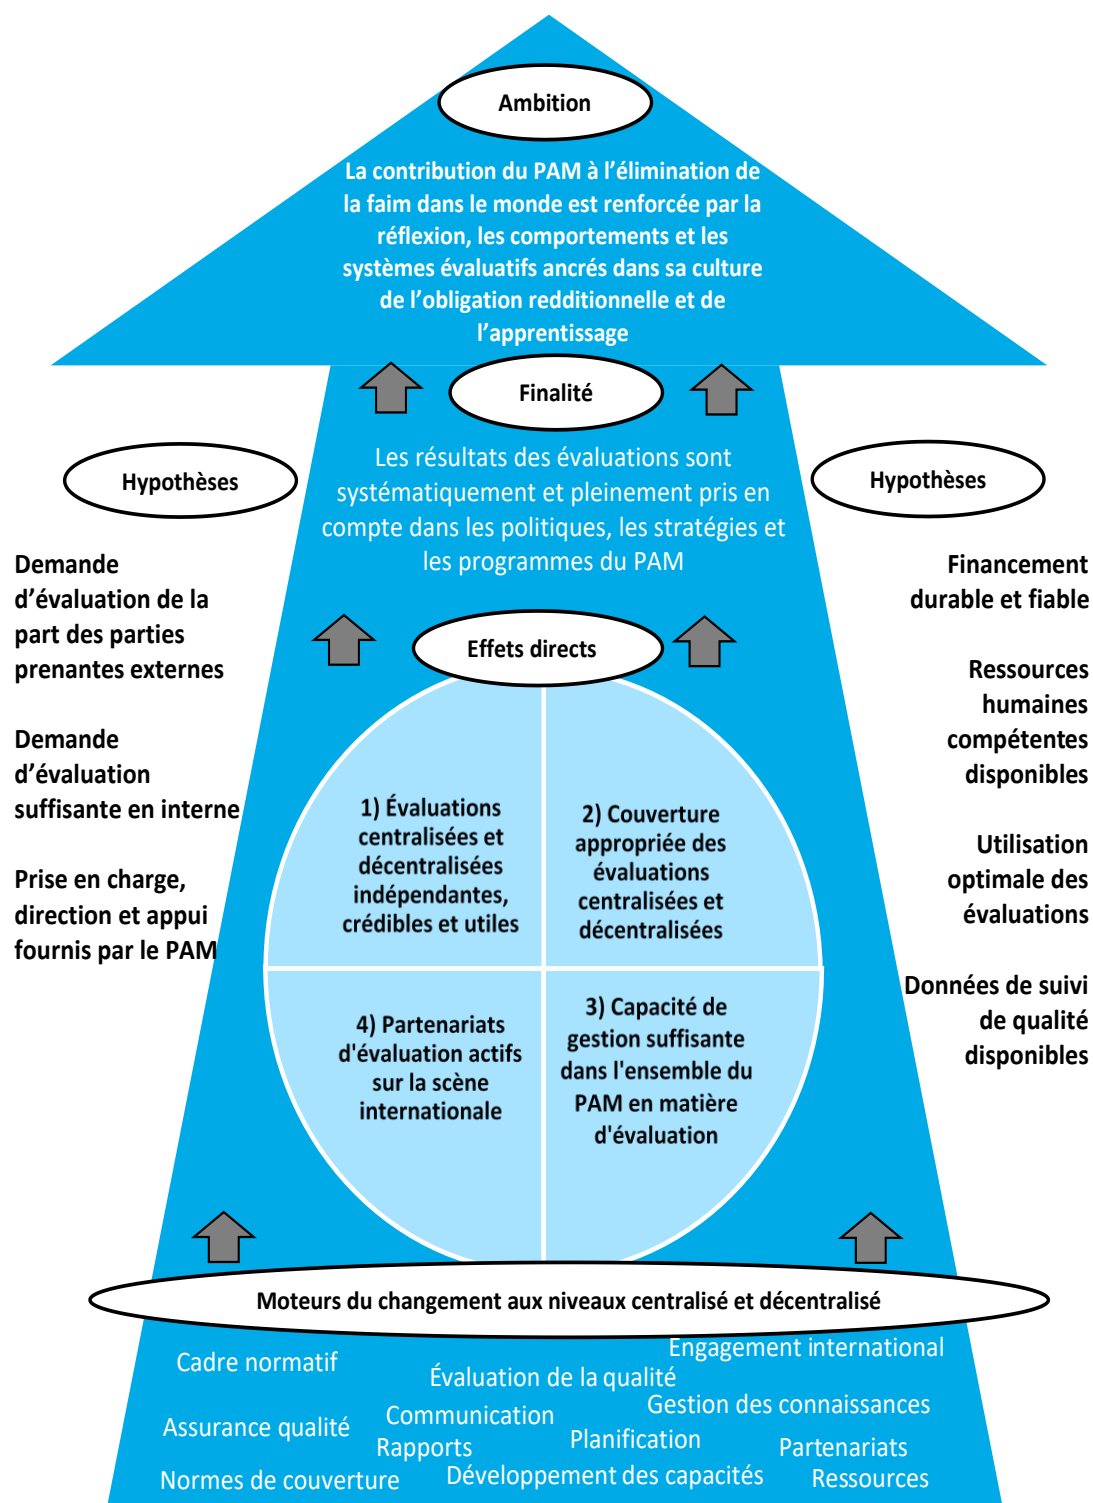 Ambition
La contribution du PAM à l’élimination de
la faim dans le monde est renforcée par la
réflexion, les comportements et les
systèmes évaluatifs ancrés dans sa culture
de l’obligation redditionnelle et de
l’apprentissage
Finalité
Les résultats des évaluations sont
systématiquement et pleinement pris en
compte dans les politiques, les stratégies et
les programmes du PAM
Hypothèses
Demande
d’évaluation de la
part des parties
prenantes externes
Demande
d’évaluation
suffisante en interne
Prise en charge,
direction et appui
fournis par le PAM
Hypothèses
Financement
durable et fiable
Ressources
humaines
compétentes
disponibles
Utilisation
optimale des
évaluations
Données de suivi
de qualité
disponibles
Effets directs
1) Évaluations
centralisées et
décentralisées
indépendantes,
crédibles et utiles
2) Couverture
appropriée des
évaluations
centralisées et
décentralisées
4) Partenariats
d'évaluation actifs
sur la scène
internationale
3) Capacité de
gestion suffisante
dans l'ensemble du
PAM en matière
d'évaluation
Moteurs du changement aux niveaux centralisé et décentralisé
Engagement international
Cadre normatif
Évaluation de la qualité
Gestion des connaissances
Communication
Assurance qualité
Planification
Rapports
Partenariats
Développement des capacités
Ressources
Normes de couverture